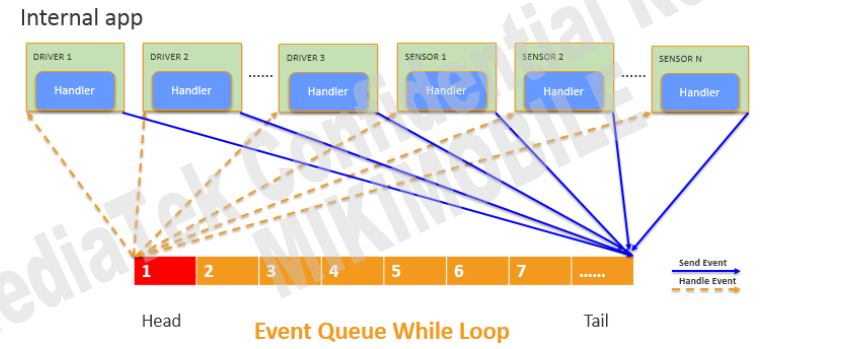 Internal app
DRIVER 1
DRIVER 2
DRIVER 3
SENSOR 1
SENSOR 2
SENSOR N
......
......
Handler
Handler
Handler
Handler
Handler
Handler
MediaTek Confidential
MIKIMOBILE
1 2 3 4 5 6 7 ......
Send Event
Handle Event
Head
Tail
Event Queue While Loop